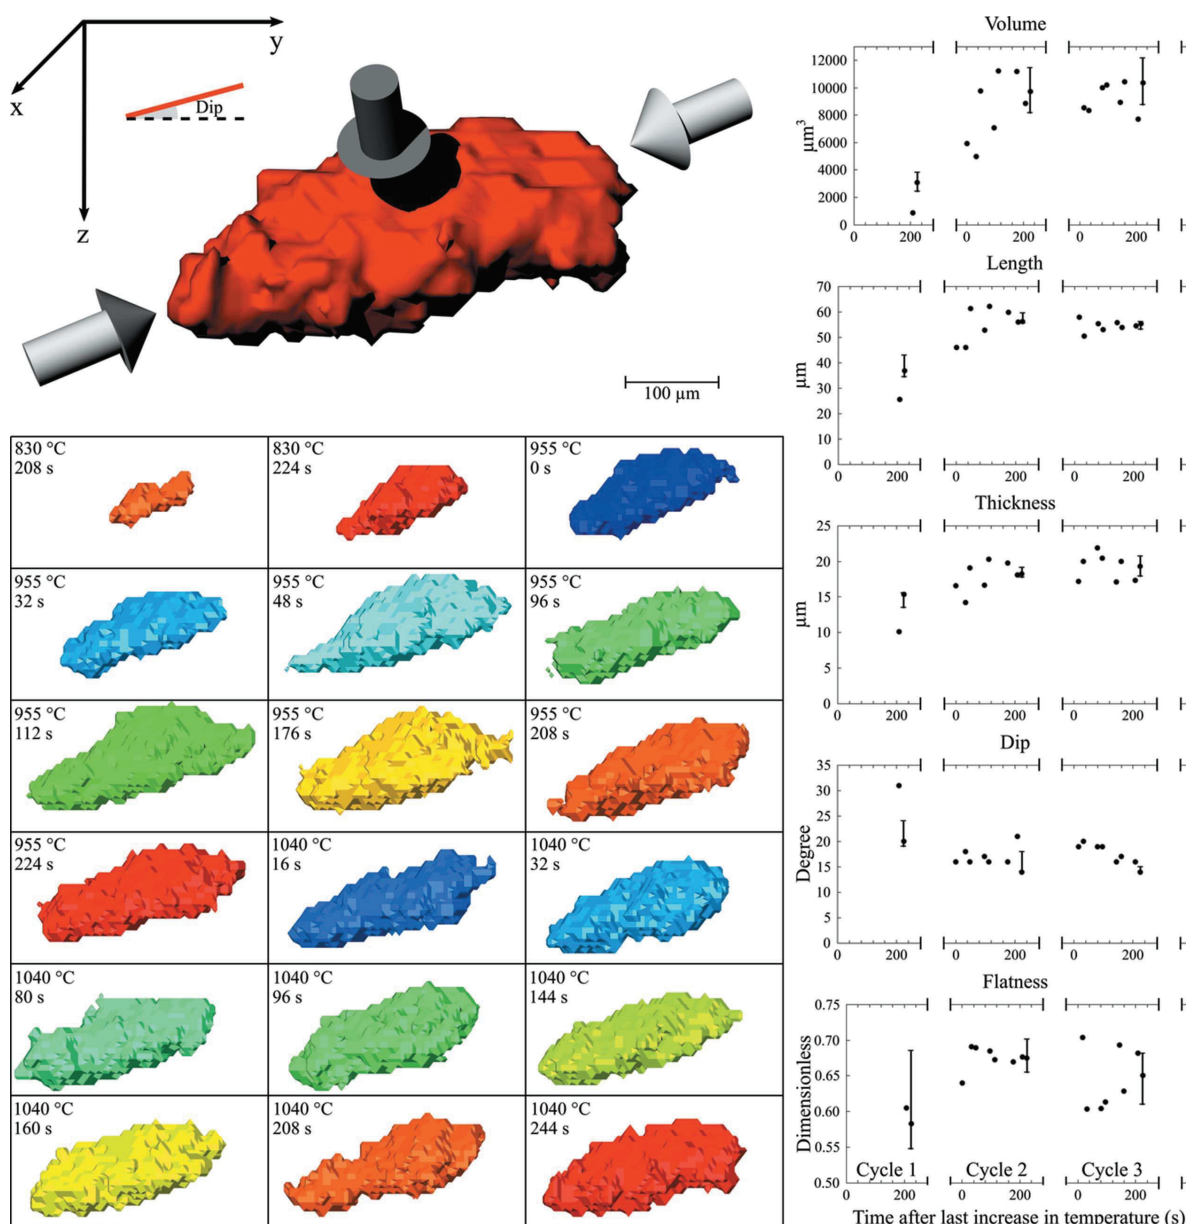 y
x
z
Dip
100 µm
830 °C
208 s
830 °C
224 s
955 °C
0 s
955 °C
32 s
955 °C
48 s
955 °C
96 s
955 °C
112 s
955 °C
176 s
955 °C
208 s
955 °C
224 s
1040 °C
16 s
1040 °C
32 s
1040 °C
80 s
1040 °C
96 s
1040 °C
144 s
1040 °C
160 s
1040 °C
208 s
1040 °C
244 s
Volume
µm³
12000
10000
8000
6000
4000
2000
0
0 200 0 200 0 200
Length
µm
70
60
50
40
30
20
10
0
0 200 0 200 0 200
Thickness
µm
25
20
15
10
5
0
0 200 0 200 0 200
Dip
Degree
35
30
25
20
15
10
5
0
0 200 0 200 0 200
Flatness
Dimensionless
0.75
0.70
0.65
0.60
0.55
0.50
Cycle 1 Cycle 2 Cycle 3
0 200 0 200 0 200
Time after last increase in temperature (s)